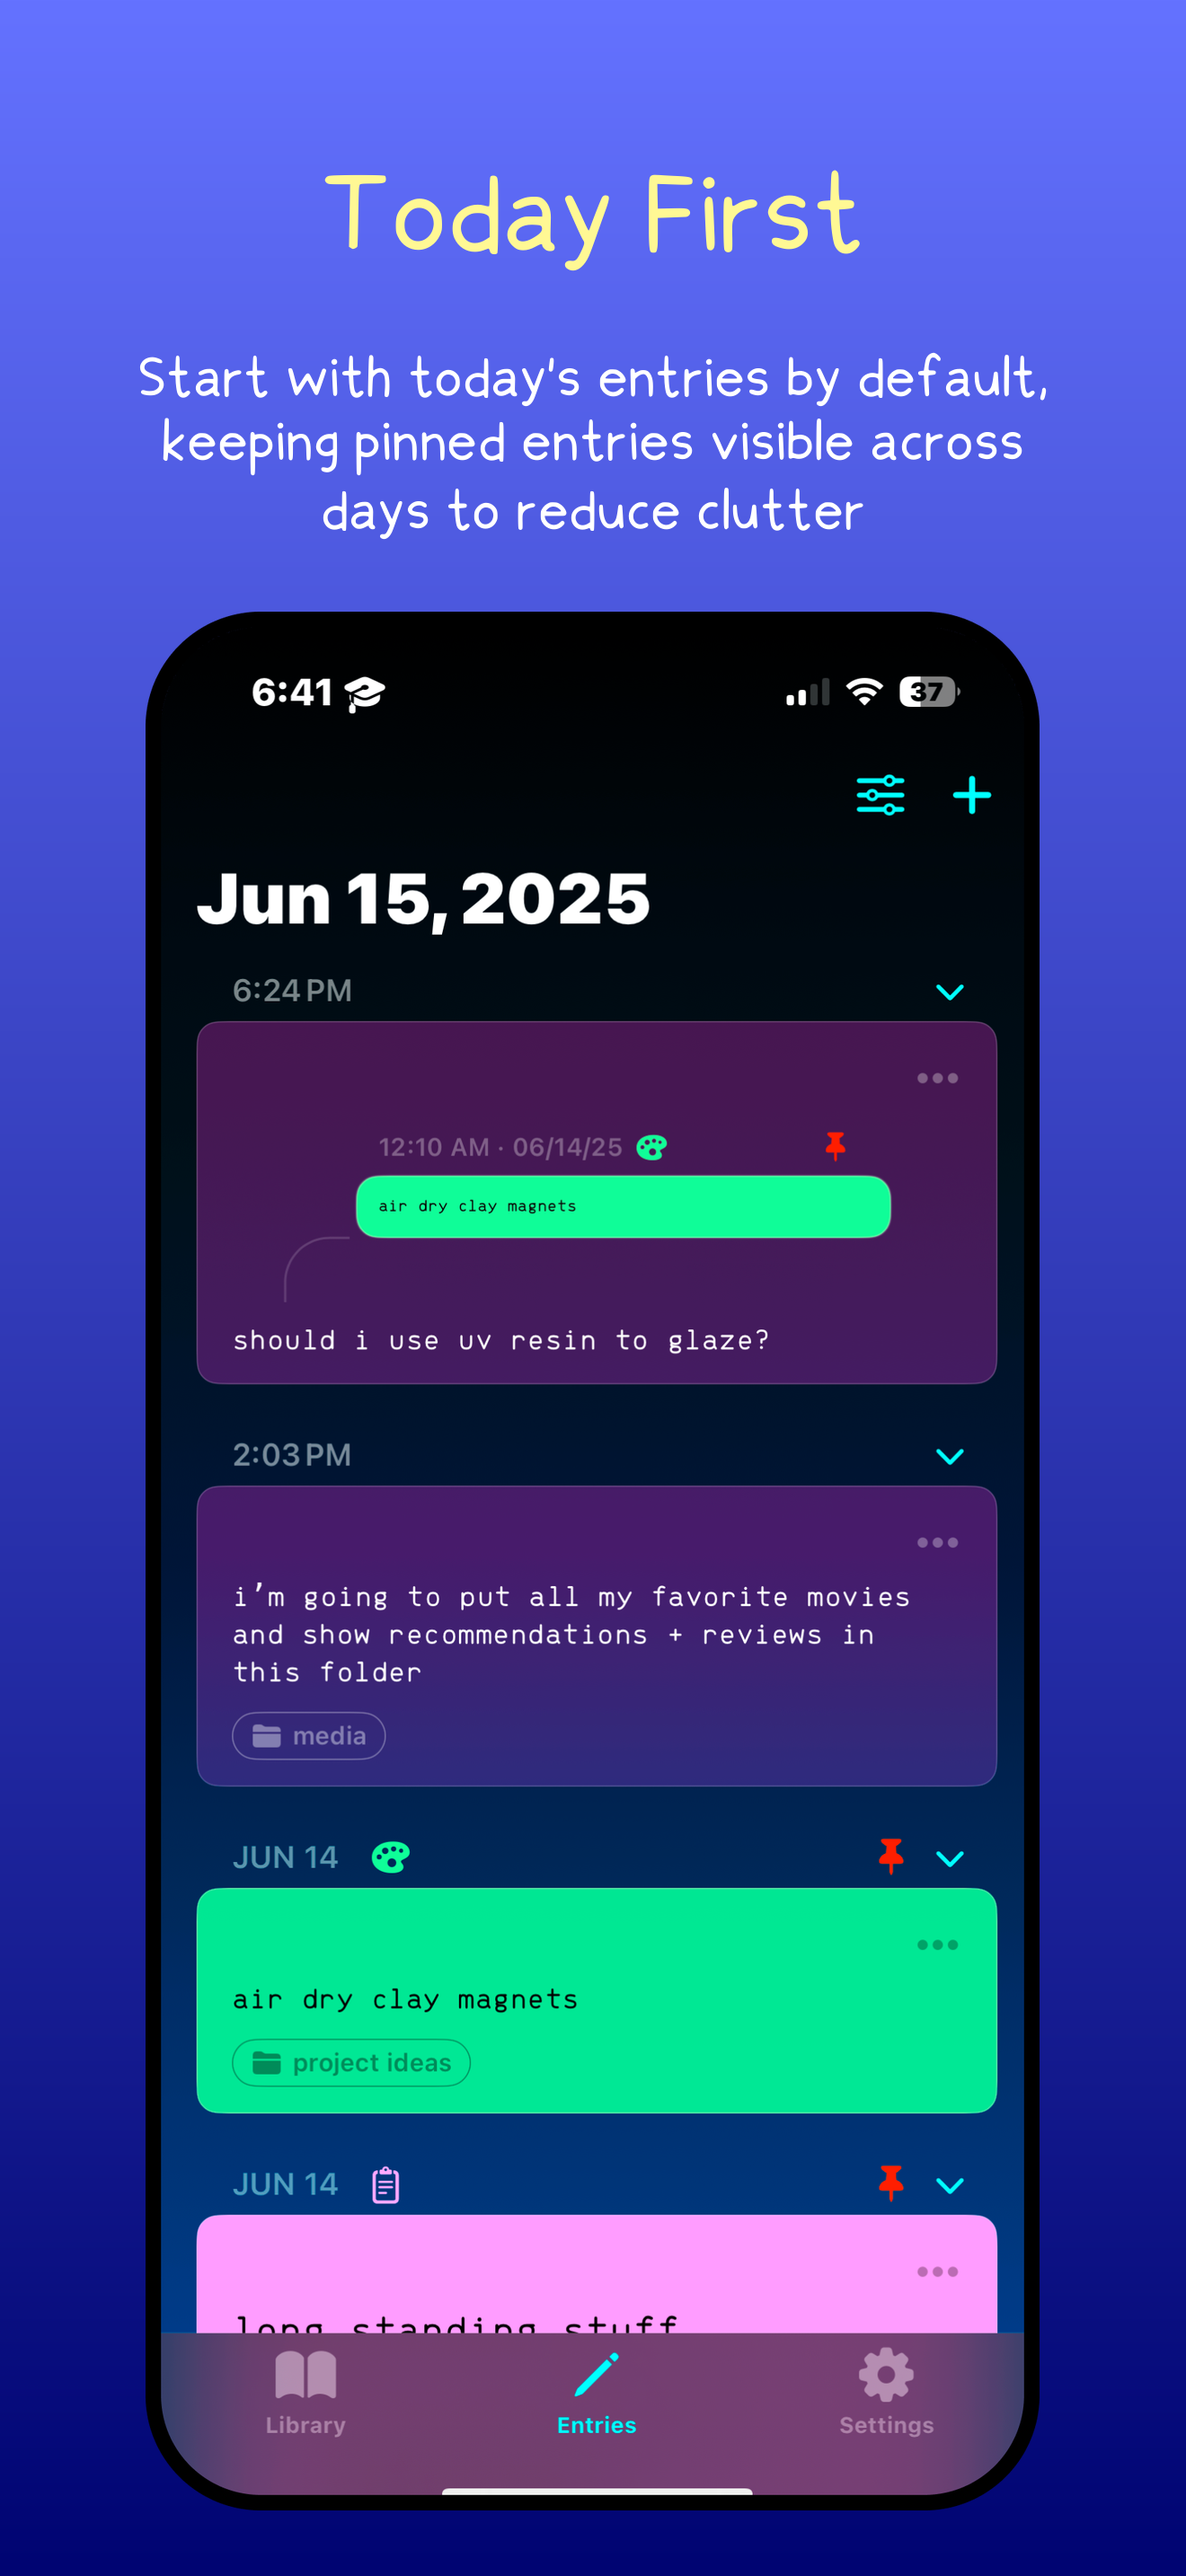 Today First
Start with today's entries by default,
keeping pinned entries visible across
days to reduce clutter
6:41
37
Jun 15, 2025
6:24 PM
12:10 AM · 06/14/25
air dry clay magnets
should i use uv resin to glaze?
2:03 PM
i’m going to put all my favorite movies
and show recommendations + reviews in
this folder
media
JUN 14
air dry clay magnets
project ideas
JUN 14
long standing stuff
Library
Entries
Settings